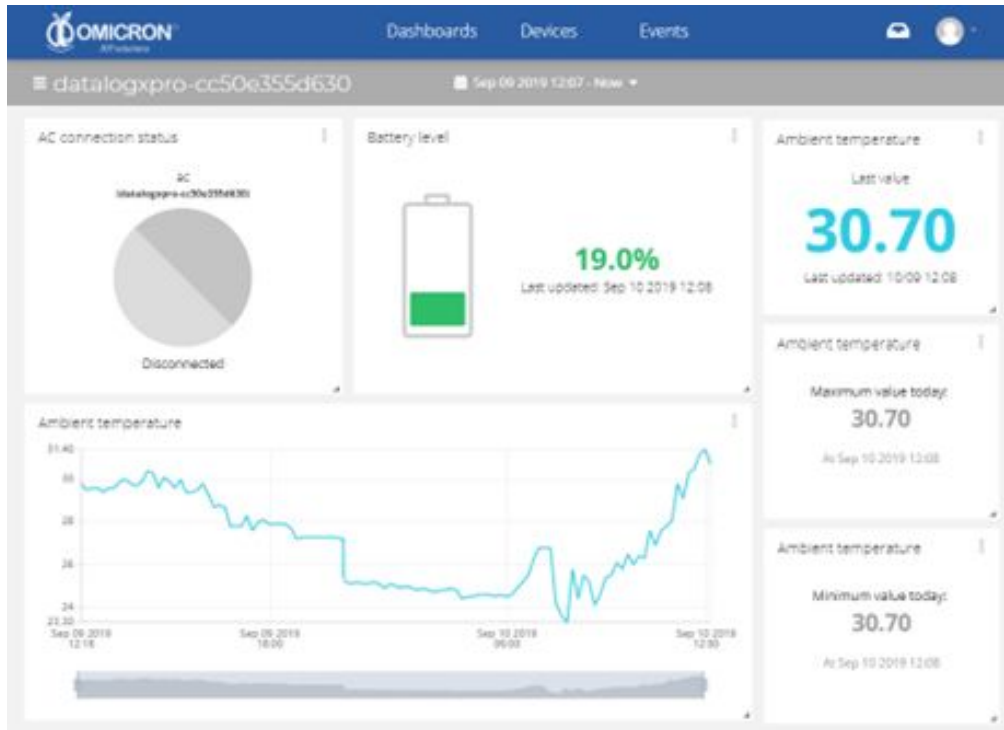 OMICRON
Dashboards
Devices
Events
datalogxpro-cc50e355d630
Sep 09 2019 12:07 - Now
AC connection status
ac
(datalogxpro-cc50e355d630)
Disconnected
Battery level
19.0%
Last updated: Sep 10 2019 12:08
Ambient temperature
Last value
30.70
Last updated: 10/09 12:08
Ambient temperature
Maximum value today:
30.70
At Sep 10 2019 12:08
Ambient temperature
31.40
30
28
26
24
23.30
Sep 09 2019
12:16
Sep 09 2019
18:00
Sep 10 2019
Sep 10 2019
12:00
Ambient temperature
Minimum value today:
30.70
At Sep 10 2019 12:08